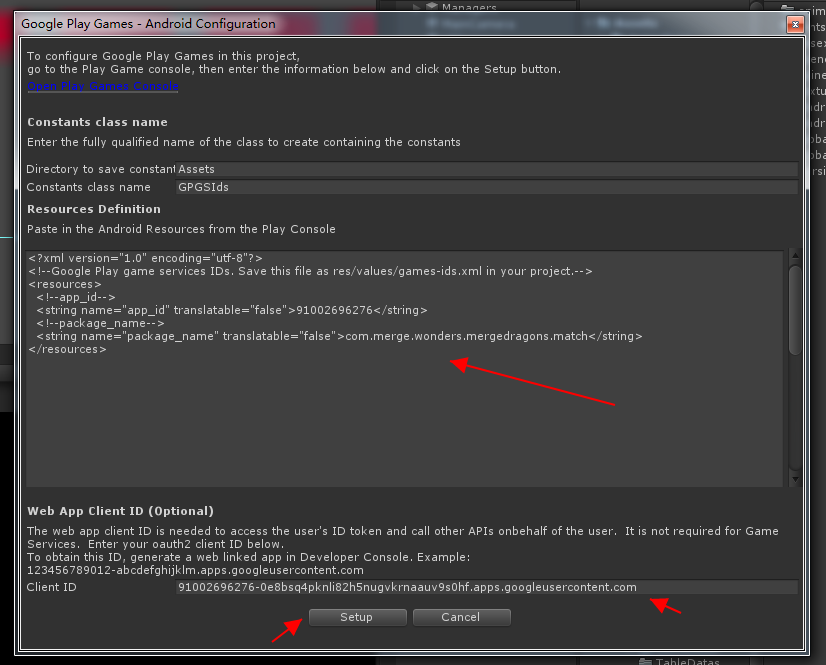 Managers
MainCamera
Assets
Google Play Games - Android Configuration
To configure Google Play Games in this project,
go to the Play Game console, then enter the information below and click on the Setup button.
Open Play Games Console
Constants class name
Enter the fully qualified name of the class to create containing the constants
Directory to save constant Assets
Constants class name GPGSIds
Resources Definition
Paste in the Android Resources from the Play Console
<?xml version="1.0" encoding="utf-8"?>
<!--Google Play game services IDs. Save this file as res/values/games-ids.xml in your project.-->
<resources>
<!--app_id-->
<string name="app_id" translatable="false">91002696276</string>
<!--package_name-->
<string name="package_name" translatable="false">com.merge.wonders.mergedragons.match</string>
</resources>
Web App Client ID (Optional)
The web app client ID is needed to access the user's ID token and call other APIs onbehalf of the user.  It is not required for Game
Services.  Enter your oauth2 client ID below.
To obtain this ID, generate a web linked app in Developer Console. Example:
123456789012-abcdefghijklm.apps.googleusercontent.com
Client ID 91002696276-0e8bsq4pknli82h5nugvkrnaauv9s0hf.apps.googleusercontent.com
Setup Cancel
TableDatas